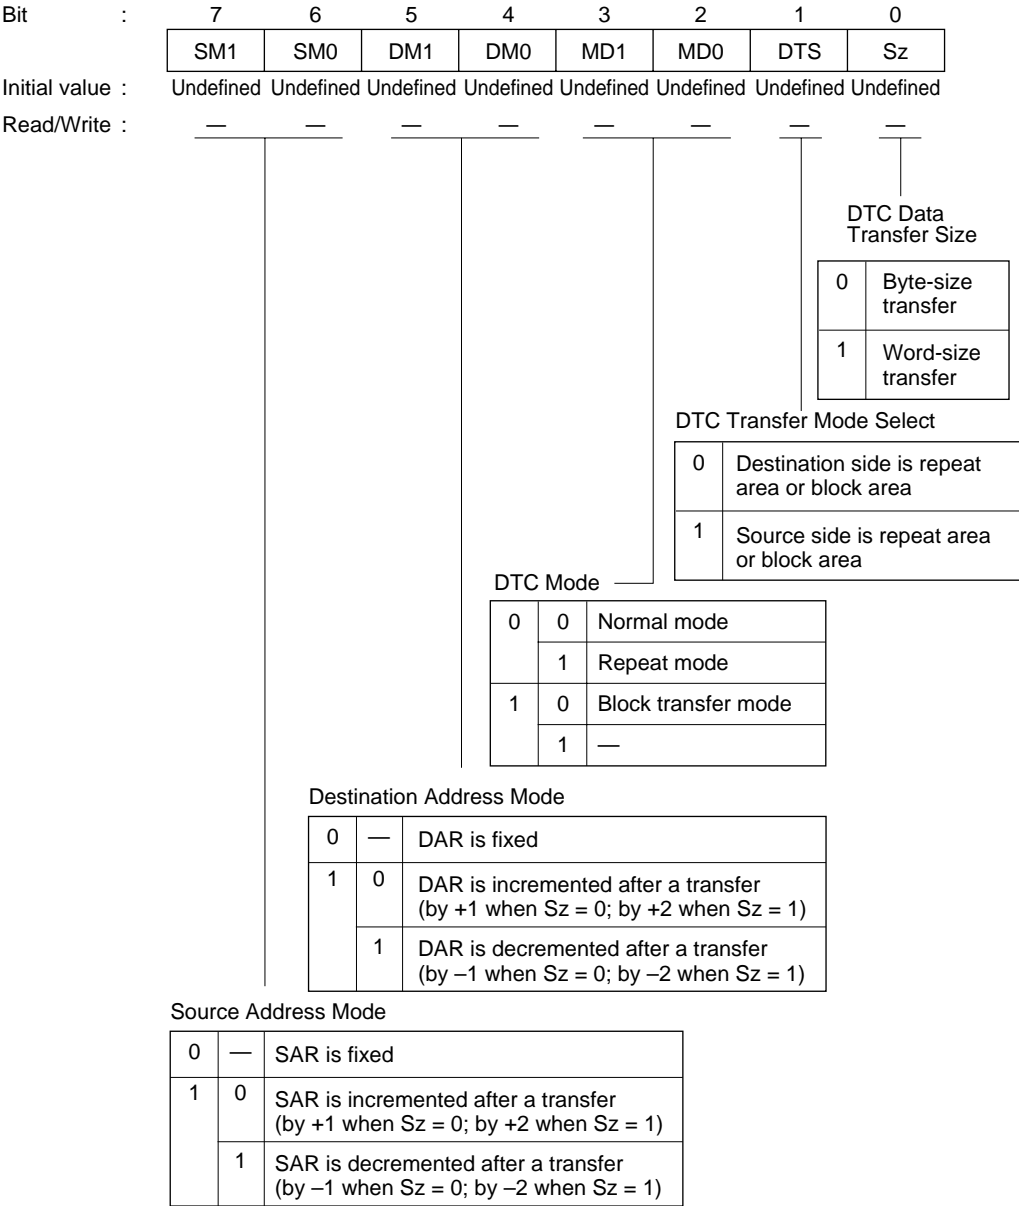 Bit : 7 6 5 4 3 2 1 0
SM1 SM0 DM1 DM0 MD1 MD0 DTS Sz
Initial value : Undefined Undefined Undefined Undefined Undefined Undefined Undefined Undefined
Read/Write : — — — — — — — —
DTC Data
Transfer Size
0 Byte-size
transfer
1 Word-size
transfer
DTC Transfer Mode Select
0 Destination side is repeat
area or block area
1 Source side is repeat area
or block area
DTC Mode
0 0 Normal mode
1 Repeat mode
1 0 Block transfer mode
1 —
Destination Address Mode
0 — DAR is fixed
1 0 DAR is incremented after a transfer
(by +1 when Sz = 0; by +2 when Sz = 1)
1 DAR is decremented after a transfer
(by –1 when Sz = 0; by –2 when Sz = 1)
Source Address Mode
0 — SAR is fixed
1 0 SAR is incremented after a transfer
(by +1 when Sz = 0; by +2 when Sz = 1)
1 SAR is decremented after a transfer
(by –1 when Sz = 0; by –2 when Sz = 1)